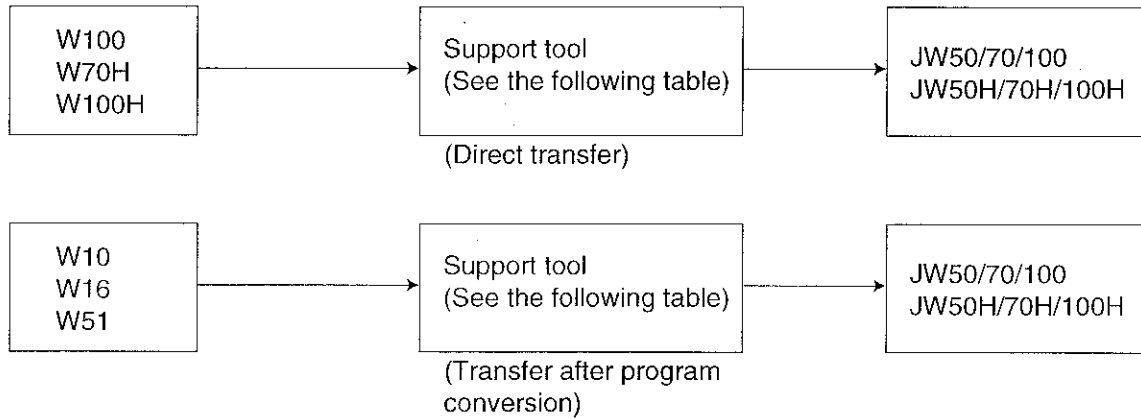 W100
W70H
W100H
Support tool
(See the following table)
JW50/70/100
JW50H/70H/100H
(Direct transfer)
W10
W16
W51
Support tool
(See the following table)
JW50/70/100
JW50H/70H/100H
(Transfer after program
conversion)